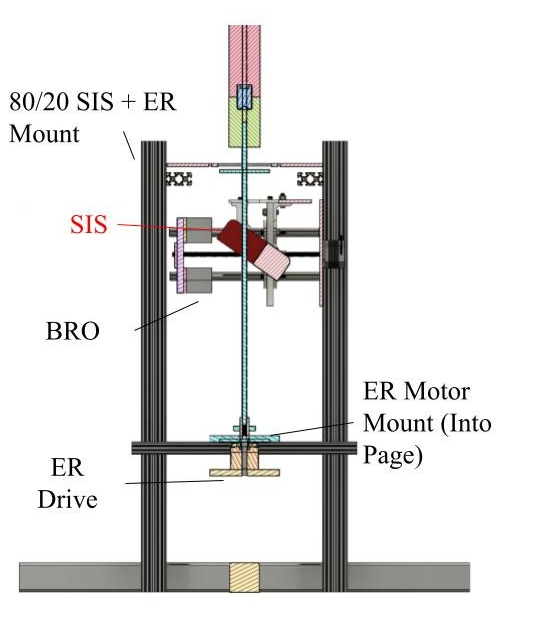 80/20 SIS + ER
Mount
SIS
BRO
ER Motor
Mount (Into
Page)
ER
Drive